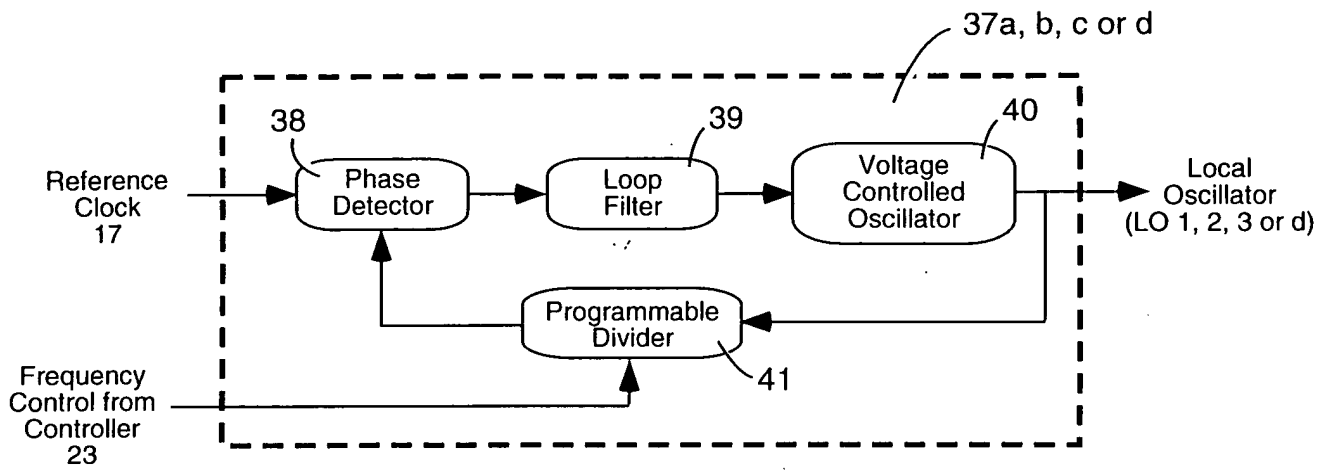 37a, b, c or d
38
39
40
Reference
Clock
17
Phase
Detector
Loop
Filter
Voltage
Controlled
Oscillator
Local
Oscillator
(LO 1, 2, 3 or d)
Programmable
Divider
41
Frequency
Control from
Controller
23